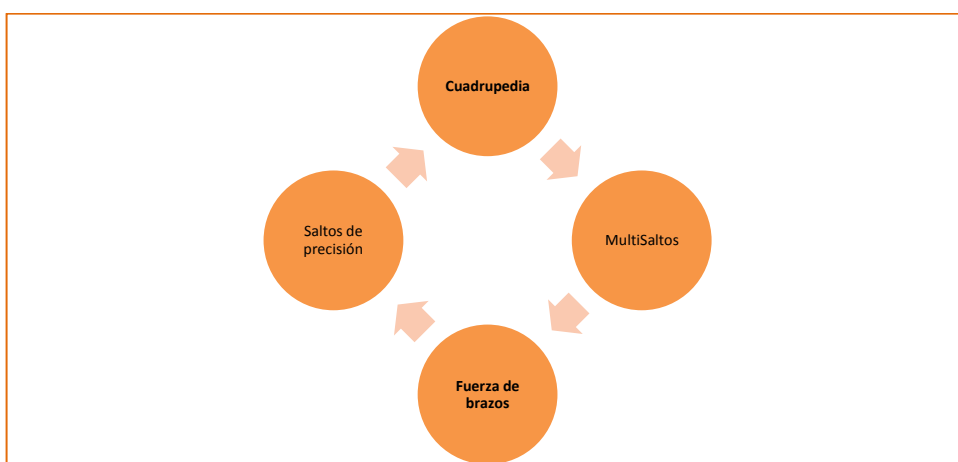 Cuadrupedia
Saltos de
precisión
MultiSaltos
Fuerza de
brazos